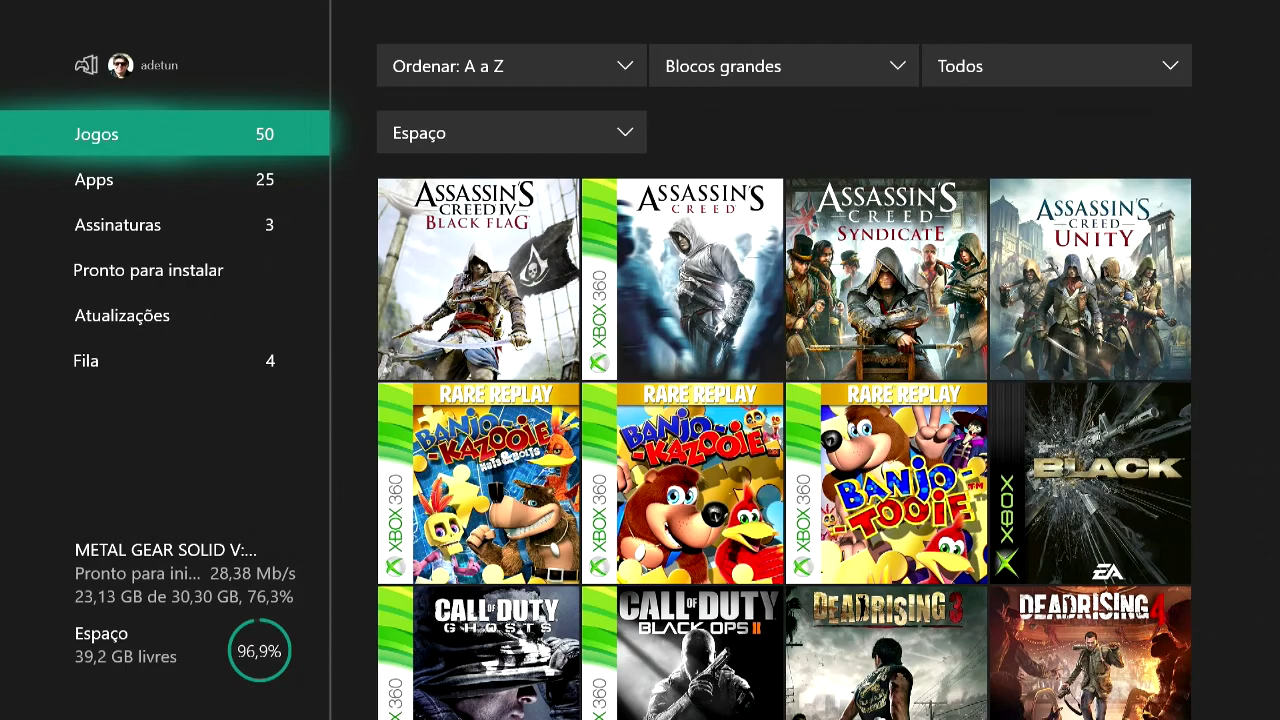 adetun
Jogos 50
Apps 25
Assinaturas 3
Pronto para instalar
Atualizações
Fila 4
METAL GEAR SOLID V:...
Pronto para ini... 28,38 Mb/s
23,13 GB de 30,30 GB, 76,3%
Espaço
39,2 GB livres
96,9%
Ordenar: A a Z
Blocos grandes
Todos
Espaço
ASSASSIN'S
CREED IV
BLACK FLAG
XBOX 360
ASSASSIN'S
CREED
ASSASSIN'S
CREED
SYNDICATE
ASSASSIN'S
CREED
UNITY
XBOX 360
RARE REPLAY
BANJO-
-KAZOOIE
NUTS & BOLTS
XBOX 360
RARE REPLAY
BANJO-
-KAZOOIE
XBOX 360
RARE REPLAY
BANJO-
-TOOIE™
XBOX
BLACK
EA
360
CALL OF DUTY
GHOSTS
360
CALL OF DUTY
BLACK OPS II
DEADRISING 3
DEADRISING 4